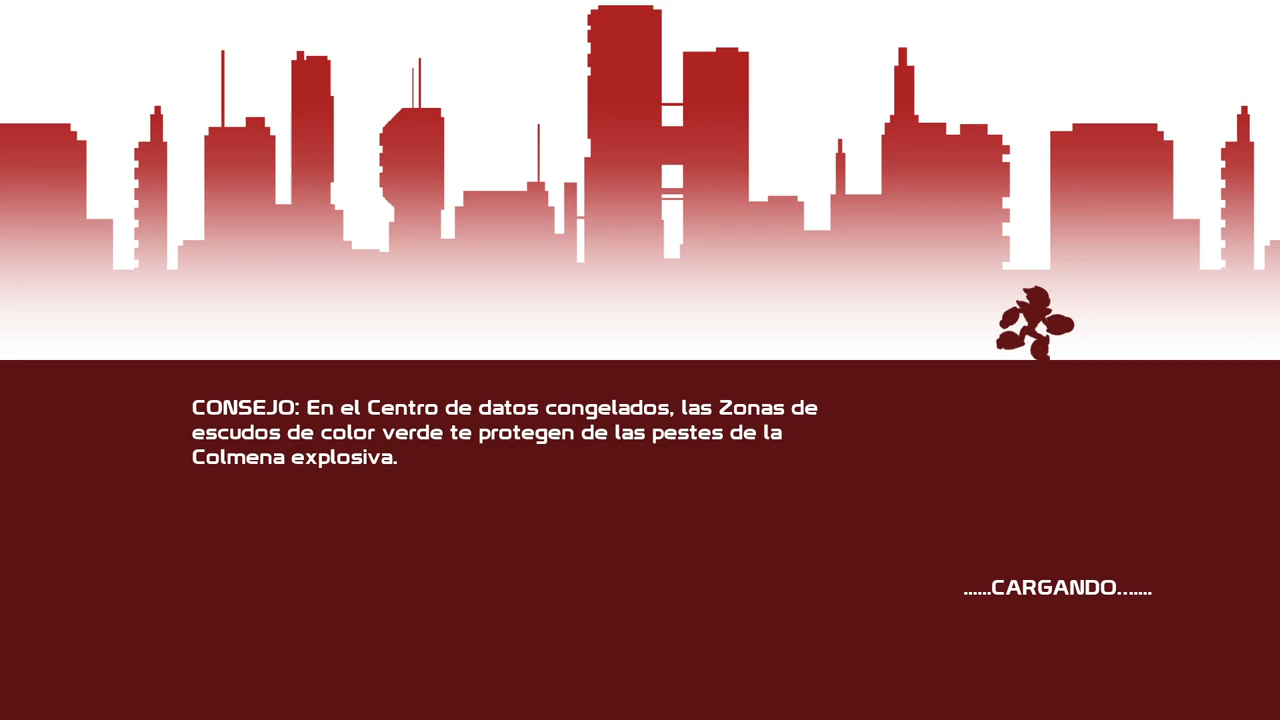 CONSEJO: En el Centro de datos congelados, las Zonas de
escudos de color verde te protegen de las pestes de la
Colmena explosiva.
......CARGANDO.......